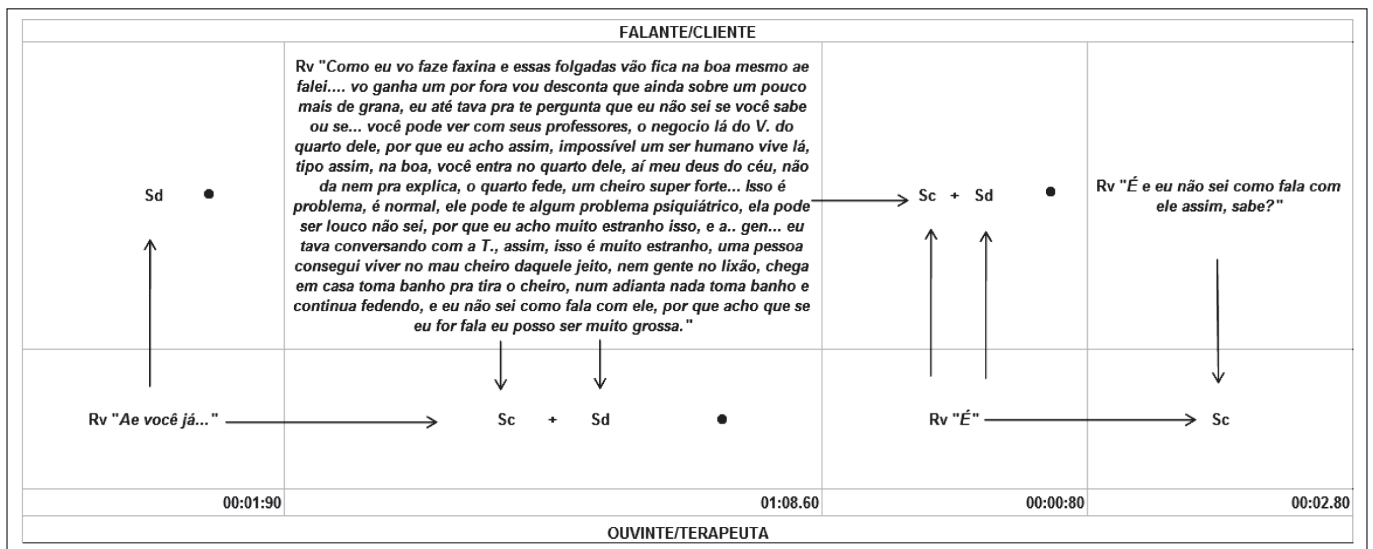 FALANTE/CLIENTE
Rv "Como eu vo faze faxina e essas folgadas vão fica na boa mesmo ae
falei.... vo ganha um por fora vou desconta que ainda sobre um pouco
mais de grana, eu até tava pra te pergunta que eu não sei se você sabe
ou se... você pode ver com seus professores, o negocio lá do V. do
quarto dele, por que eu acho assim, impossível um ser humano vive lá,
tipo assim, na boa, você entra no quarto dele, aí meu deus do céu, não
da nem pra explica, o quarto fede, um cheiro super forte... Isso é
problema, é normal, ele pode te algum problema psiquiátrico, ela pode
ser louco não sei, por que eu acho muito estranho isso, e a.. gen... eu
tava conversando com a T., assim, isso é muito estranho, uma pessoa
consegui viver no mau cheiro daquele jeito, nem gente no lixão, chega
em casa toma banho pra tira o cheiro, num adianta nada toma banho e
continua fedendo, e eu não sei como fala com ele, por que acho que se
eu for fala eu posso ser muito grossa."
Sd •
Sc + Sd •
Rv "É e eu não sei como fala com
ele assim, sabe?"
Rv "Ae você já..."
Sc + Sd •
Rv "É"
Sc
00:01:90
01:08.60
00:00:80
00:02.80
OUVINTE/TERAPEUTA